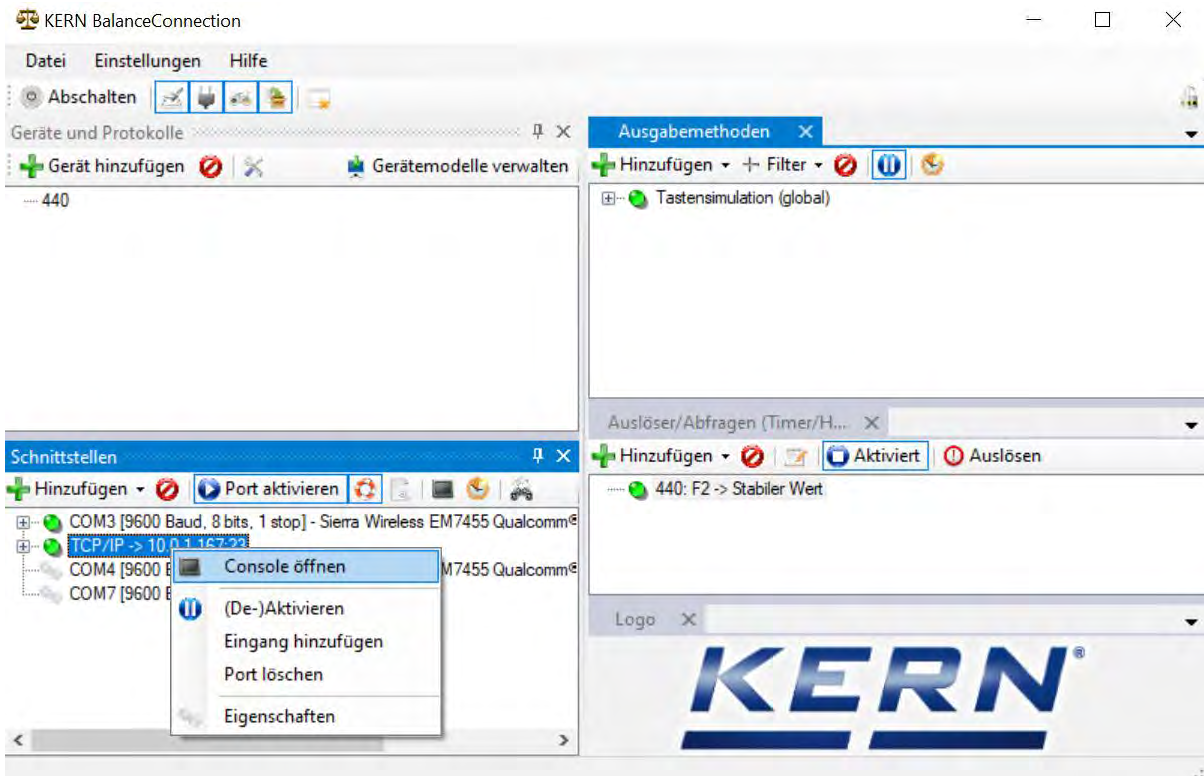 KERN BalanceConnection
Datei Einstellungen Hilfe
Abschalten
Geräte und Protokolle
Gerät hinzufügen Gerätemodelle verwalten
440
Ausgabemethoden
Hinzufügen Filter
Tastensimulation (global)
Auslöser/Abfragen (Timer/H...
Hinzufügen Aktiviert Auslösen
440: F2 -> Stabiler Wert
Schnittstellen
Hinzufügen Port aktivieren
COM3 [9600 Baud, 8 bits, 1 stop] - Sierra Wireless EM7455 Qualcomm®
TCP/IP -> 10.0.1.167:23
COM4 [9600 B M7455 Qualcomm®
COM7 [9600 B
Console öffnen
(De-)Aktivieren
Eingang hinzufügen
Port löschen
Eigenschaften
Logo
KERN®